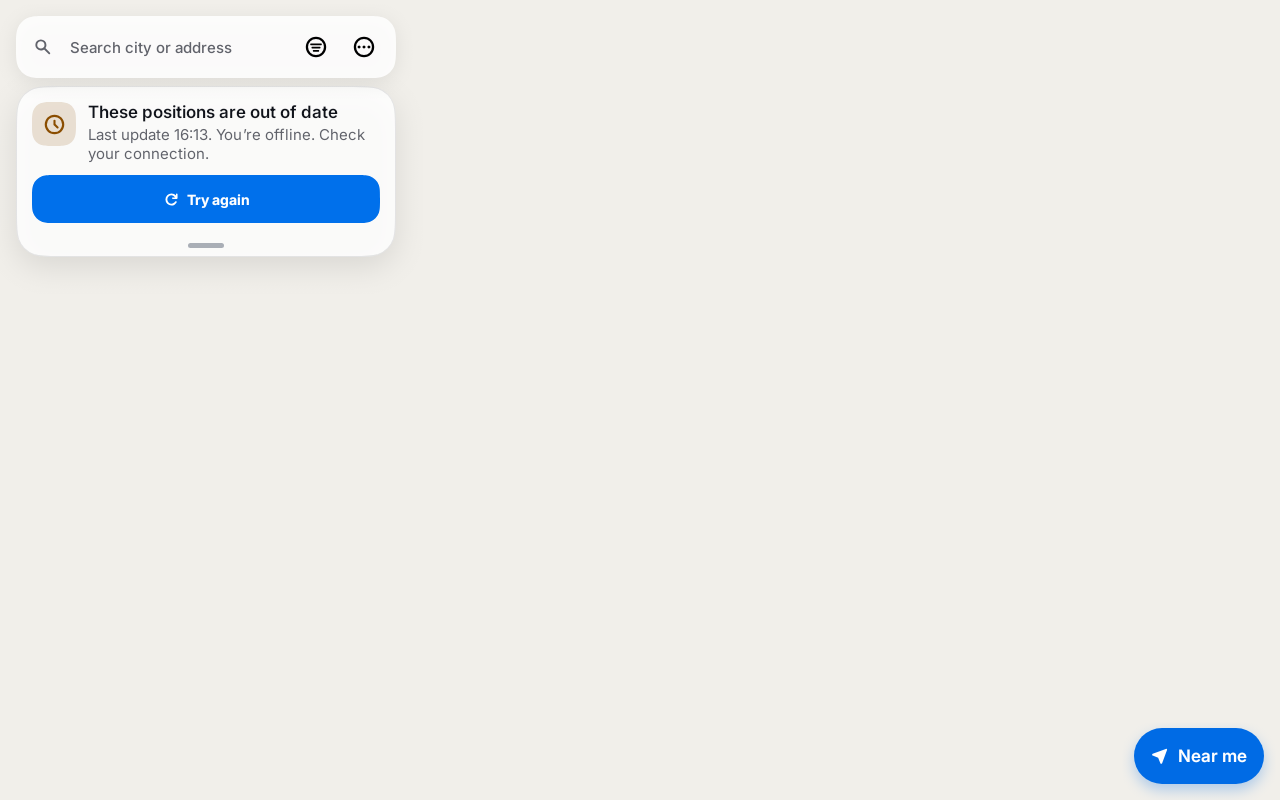 Search city or address
These positions are out of date
Last update 16:13. You’re offline. Check
your connection.
Try again
Near me